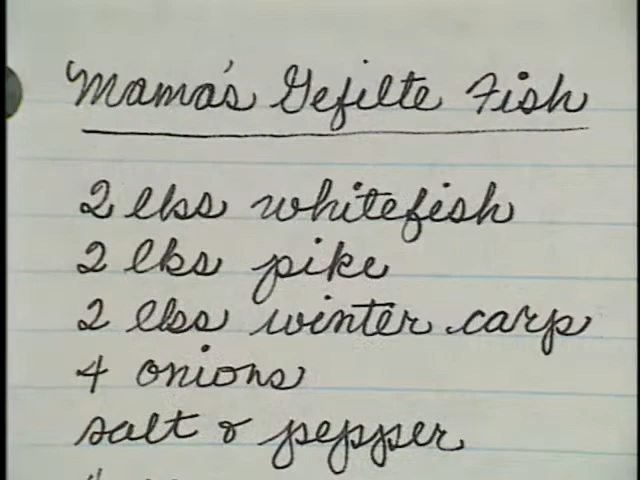 Mama's Gefilte Fish
2 lbs whitefish
2 lbs pike
2 lbs winter carp
4 onions
salt & pepper